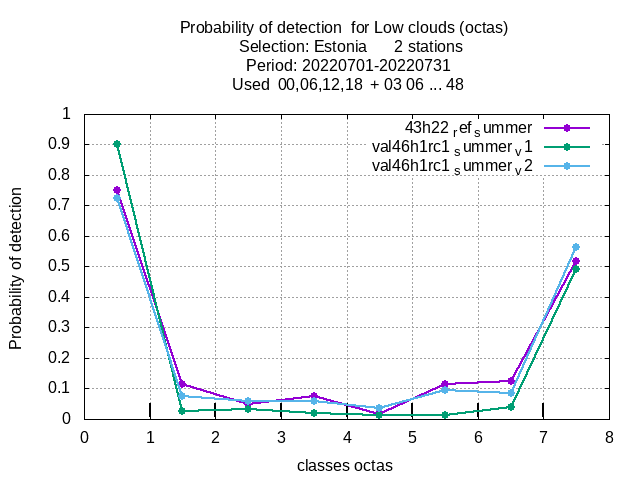 Probability of detection  for Low clouds (octas)
Selection: Estonia      2 stations
Period: 20220701-20220731
Used  00,06,12,18  + 03 06 ... 48
43h22 ref summer
val46h1rc1 summer v1
val46h1rc1 summer v2
Probability of detection
1
0.9
0.8
0.7
0.6
0.5
0.4
0.3
0.2
0.1
0
0 1 2 3 4 5 6 7 8
classes octas